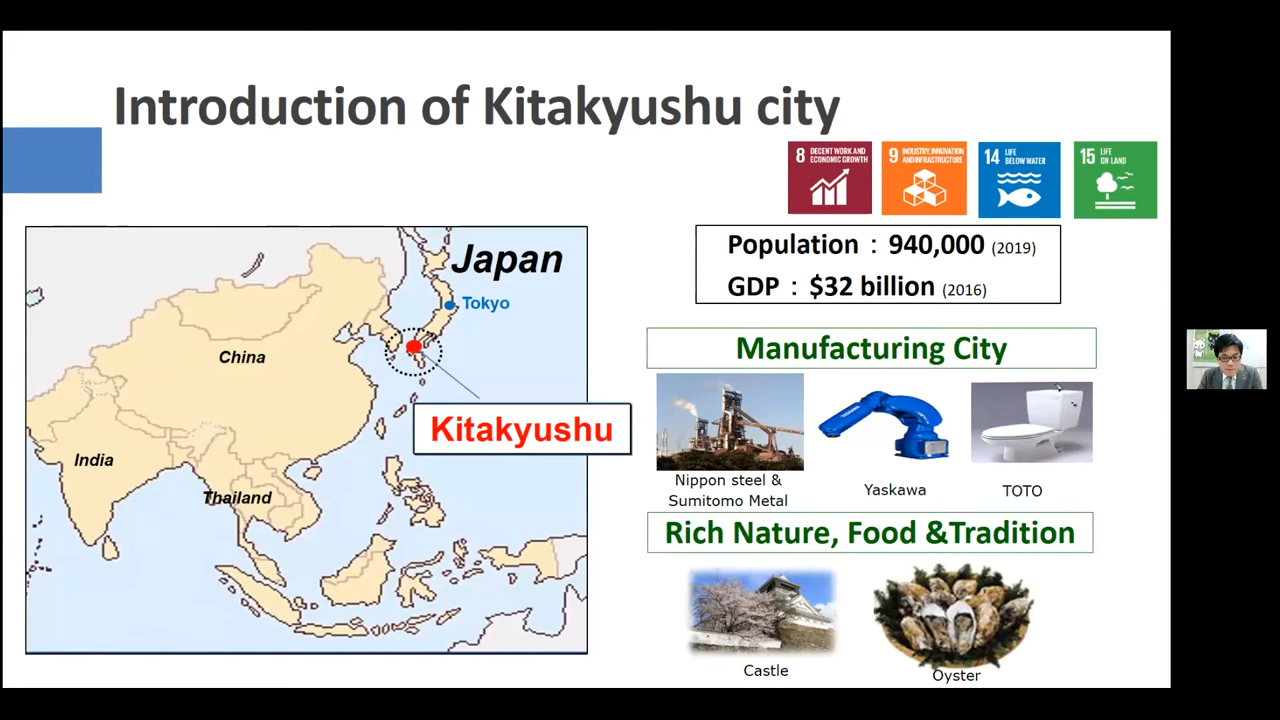 Introduction of Kitakyushu city
8 DECENT WORK AND
ECONOMIC GROWTH
9 INDUSTRY, INNOVATION
AND INFRASTRUCTURE
14 LIFE
BELOW WATER
15 LIFE
ON LAND
Japan
Tokyo
China
Kitakyushu
India
Thailand
Population : 940,000 (2019)
GDP : $32 billion (2016)
Manufacturing City
Nippon steel &
Sumitomo Metal
Yaskawa
TOTO
Rich Nature, Food &Tradition
Castle
Oyster